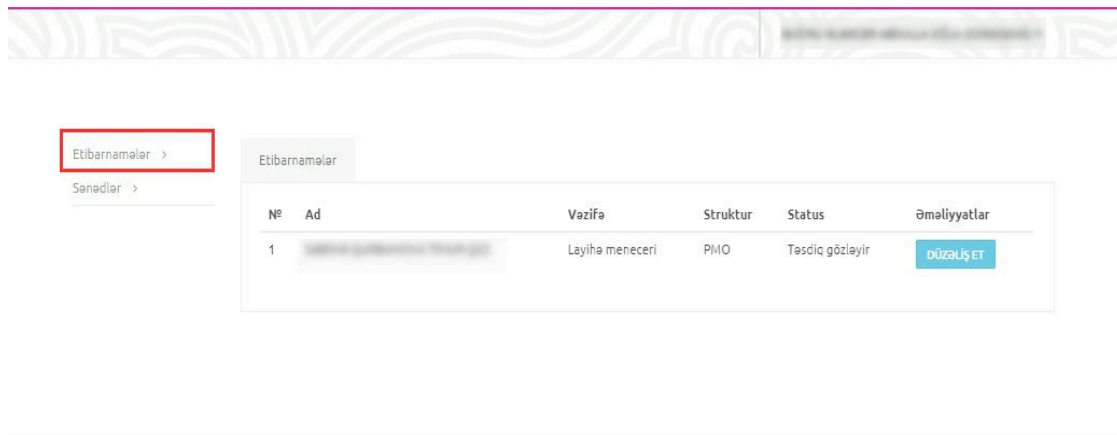 Etibarnamələr >
Sənədlər >
Etibarnamələr
№ Ad Vəzifə Struktur Status Əməliyyatlar
1 Layihə meneceri PMO Təsdiq gözləyir DÜZƏLİŞ ET